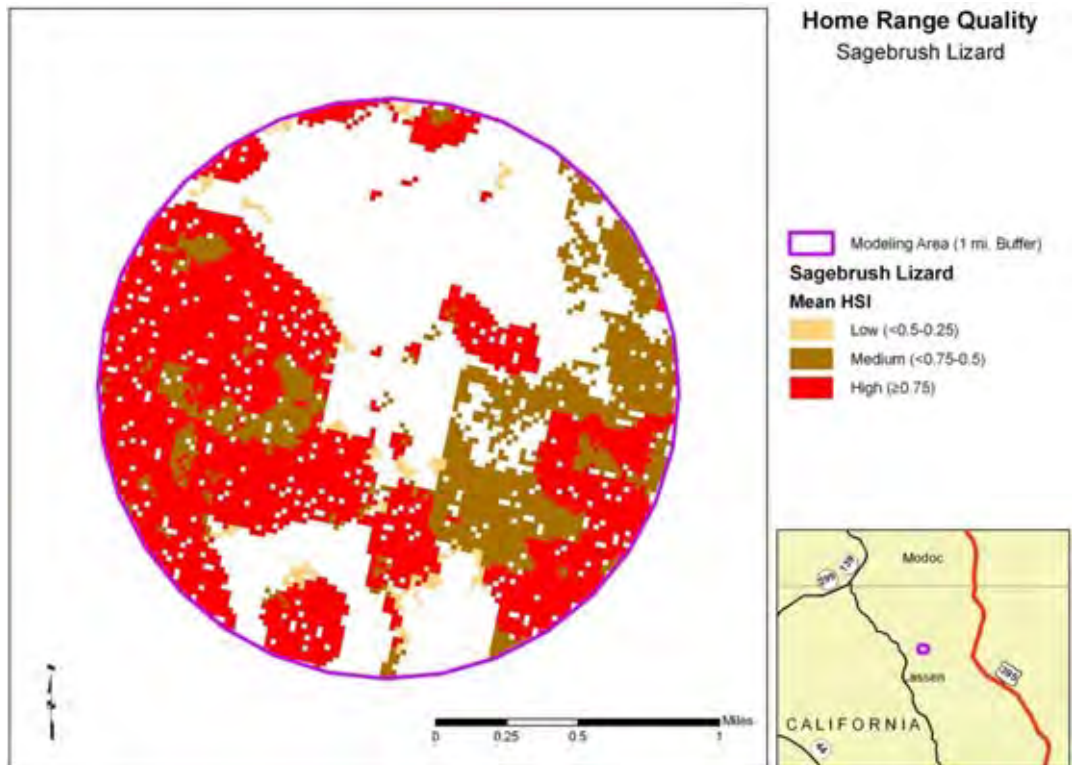 Home Range Quality
Sagebrush Lizard
Modeling Area (1 mi. Buffer)
Sagebrush Lizard
Mean HSI
Low (<0.5-0.25)
Medium (<0.75-0.5)
High (≥0.75)
Miles
0 0.25 0.5 1
Modoc
299 139
assen
395
CALIFORNIA
44